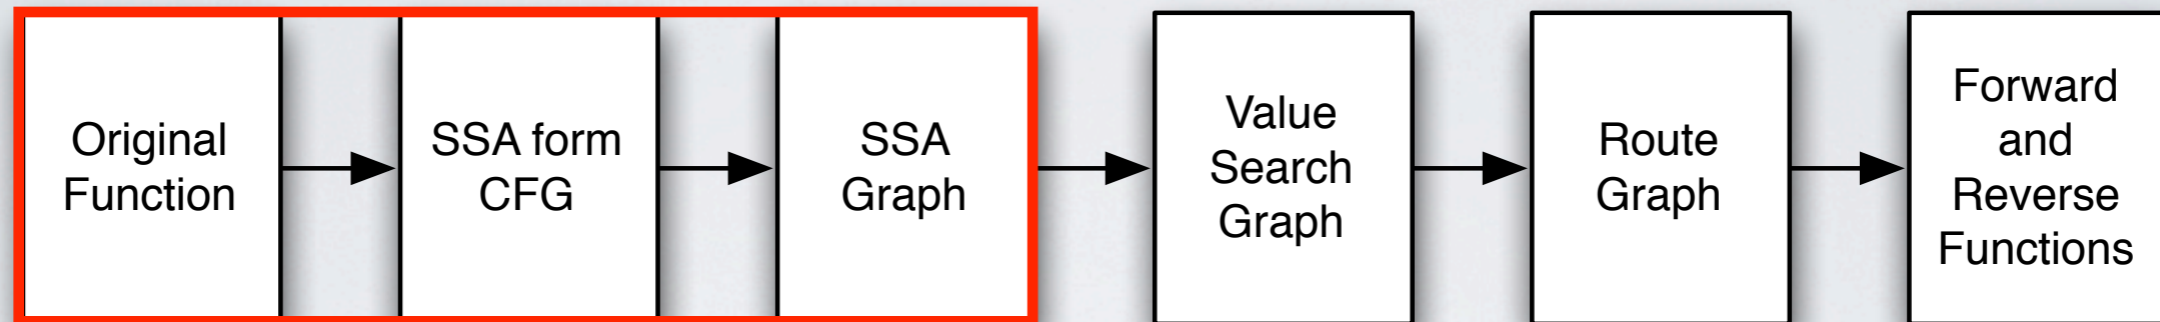 Original
Function
SSA form
CFG
SSA
Graph
Value
Search
Graph
Route
Graph
Forward
and
Reverse
Functions